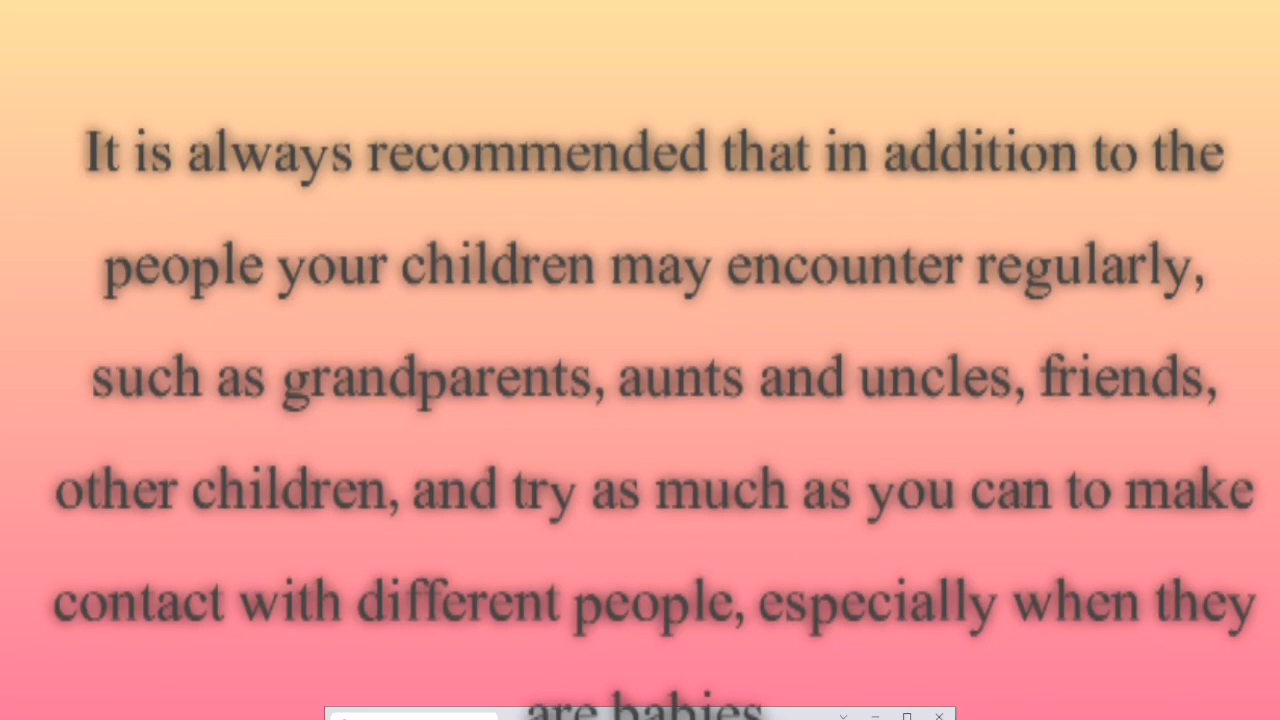 It is always recommended that in addition to the
people your children may encounter regularly,
such as grandparents, aunts and uncles, friends,
other children, and try as much as you can to make
contact with different people, especially when they
are babies